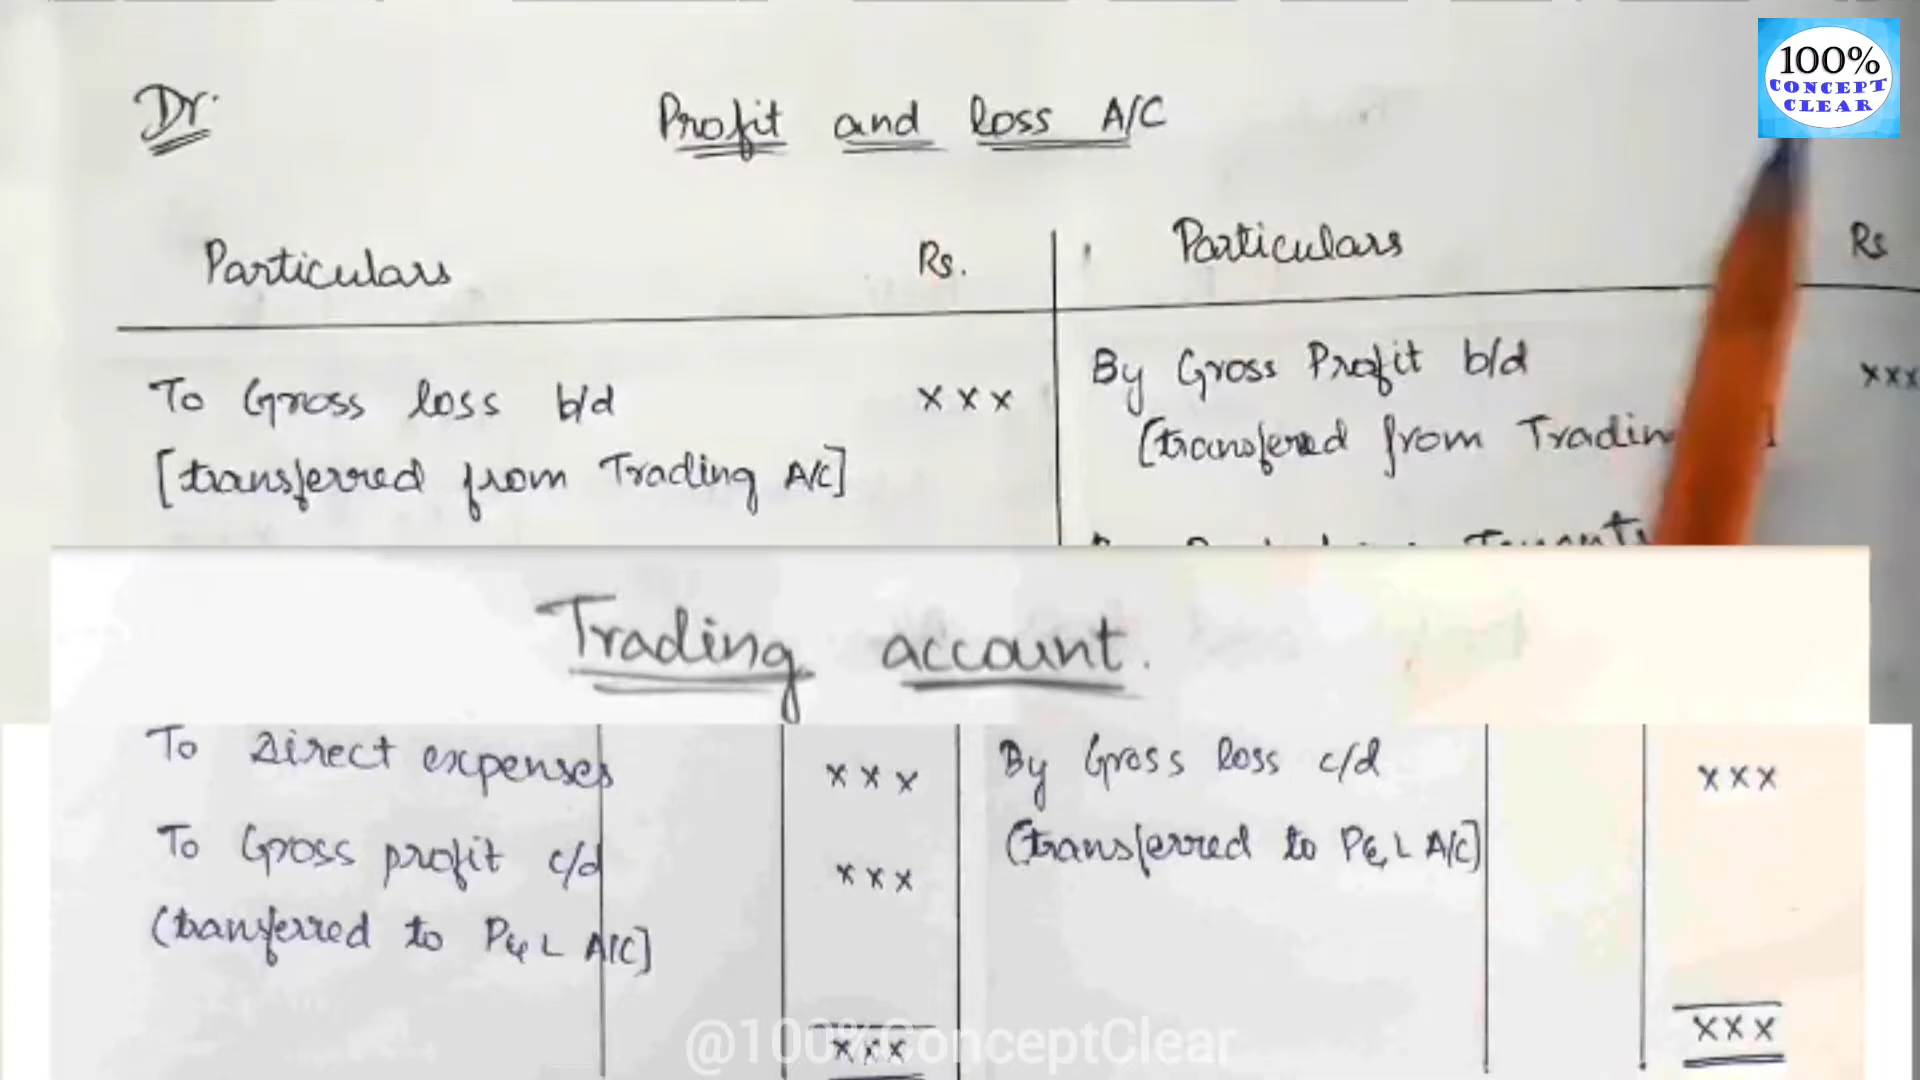 100%
CONCEPT
CLEAR
Dr.
Profit and loss A/C
Particulars Rs. Particulars Rs
To Gross loss b/d xxx By Gross Profit b/d xxx
[transferred from Trading A/C] (transferred from
Trading account.
To Direct expenses xxx By Gross loss c/d xxx
To Gross profit c/d xxx (transferred to P&L A/C]
(tranferred to P&L A/C]
xxx xxx
@100%ConceptClear